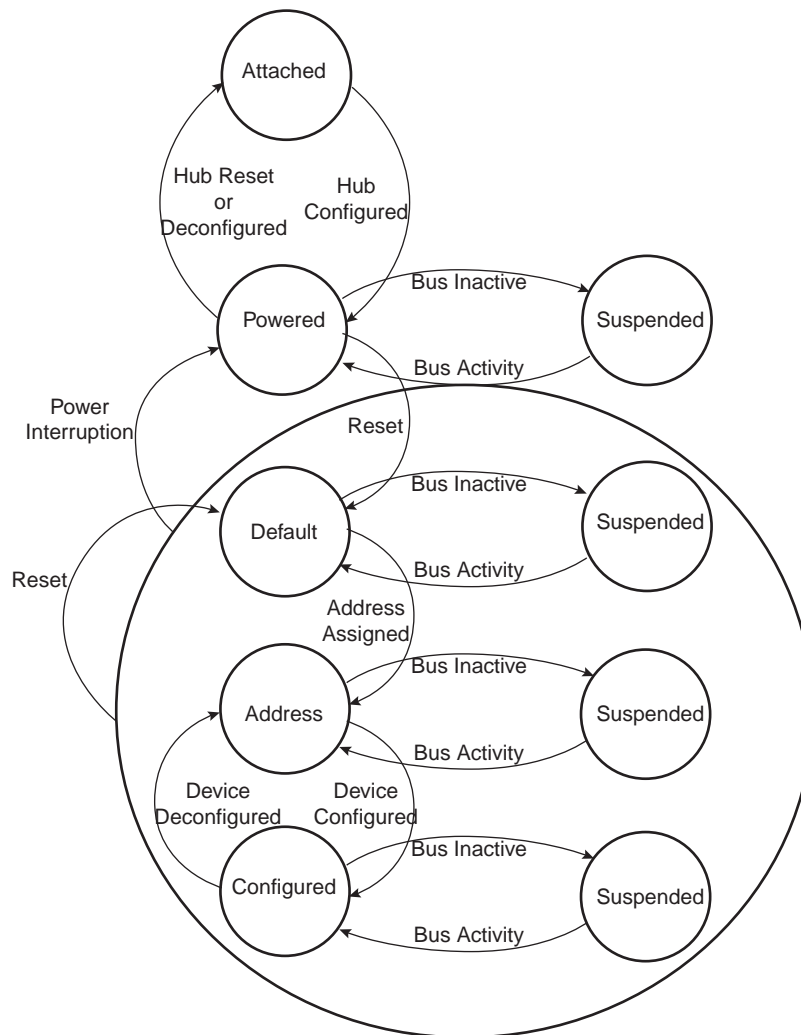 Attached
Hub Reset
or
Deconfigured
Hub
Configured
Bus Inactive
Powered
Suspended
Bus Activity
Power
Interruption
Reset
Bus Inactive
Default
Suspended
Bus Activity
Reset
Address
Assigned
Bus Inactive
Address
Suspended
Bus Activity
Device
Deconfigured
Device
Configured
Bus Inactive
Configured
Suspended
Bus Activity